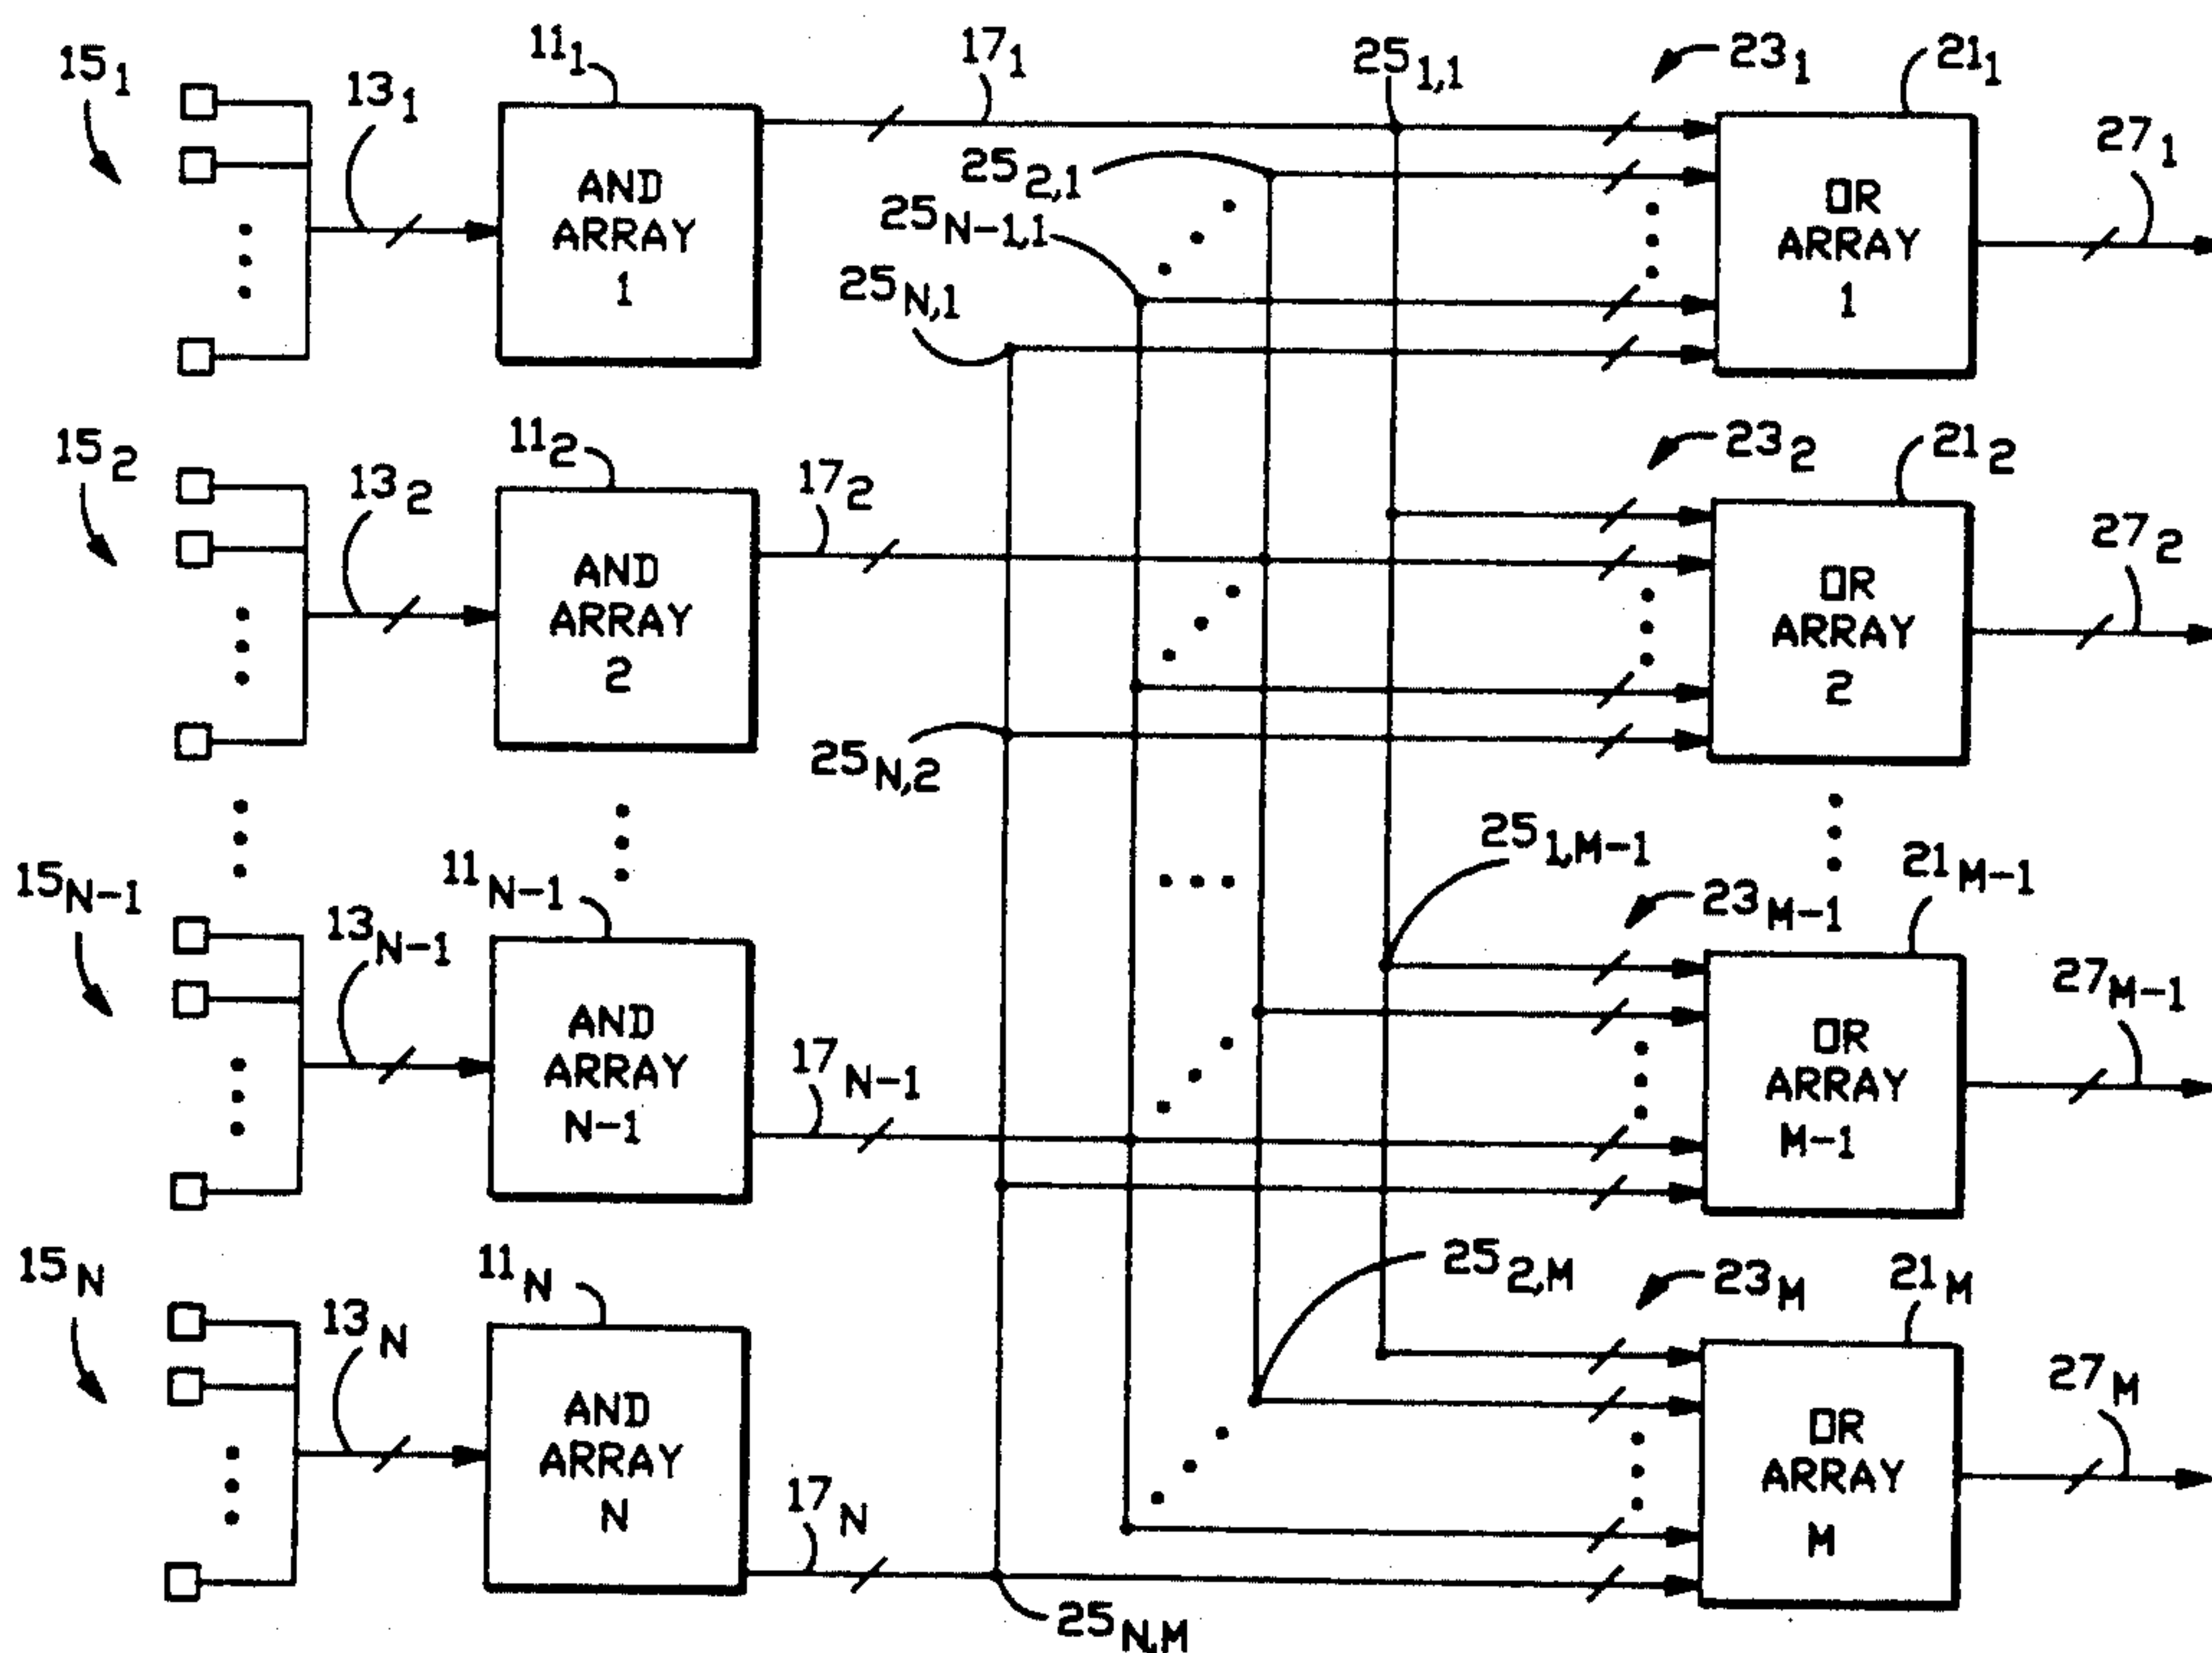 15₁
13₁
11₁
17₁
25₁,₁
23₁
21₁
27₁
AND
ARRAY
1
25₂,₁
25N-1,1
25N,1
OR
ARRAY
1
15₂
13₂
11₂
17₂
23₂
21₂
27₂
AND
ARRAY
2
25N,2
OR
ARRAY
2
15N-1
13N-1
11N-1
17N-1
25₁,M-1
23M-1
21M-1
27M-1
AND
ARRAY
N-1
OR
ARRAY
M-1
15N
13N
11N
17N
25₂,M
23M
21M
27M
AND
ARRAY
N
OR
ARRAY
M
25N,M